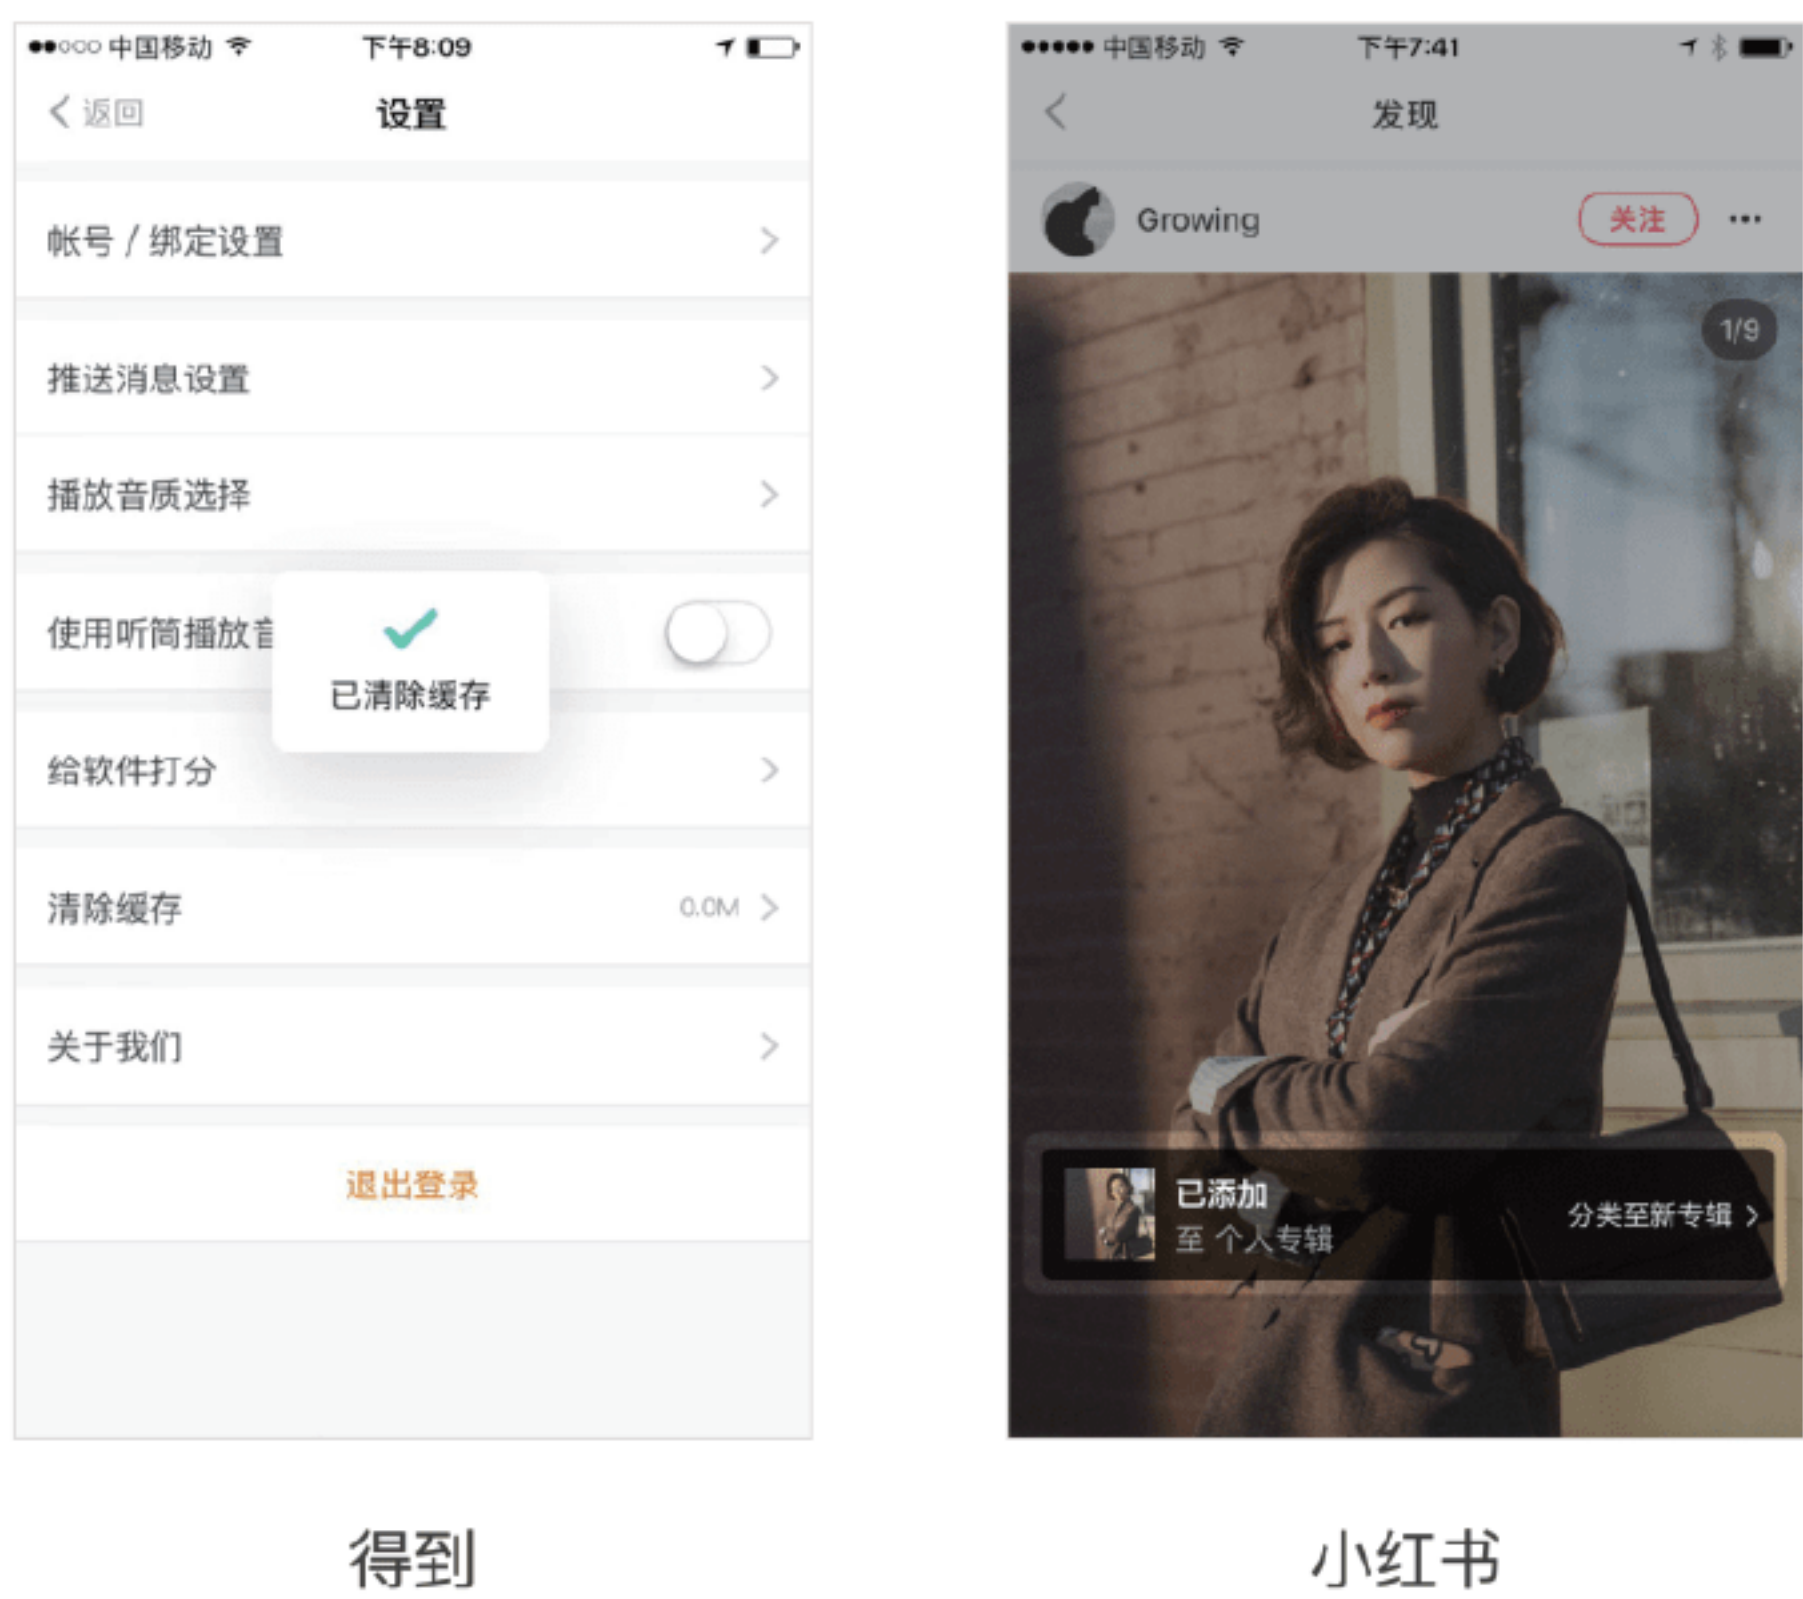 中国移动 下午8:09
返回 设置
帐号 / 绑定设置
推送消息设置
播放音质选择
使用听筒播放音
已清除缓存
给软件打分
清除缓存 0.0M
关于我们
退出登录
得到
中国移动 下午7:41
发现
Growing 关注 •••
1/9
已添加
至 个人专辑
分类至新专辑
小红书